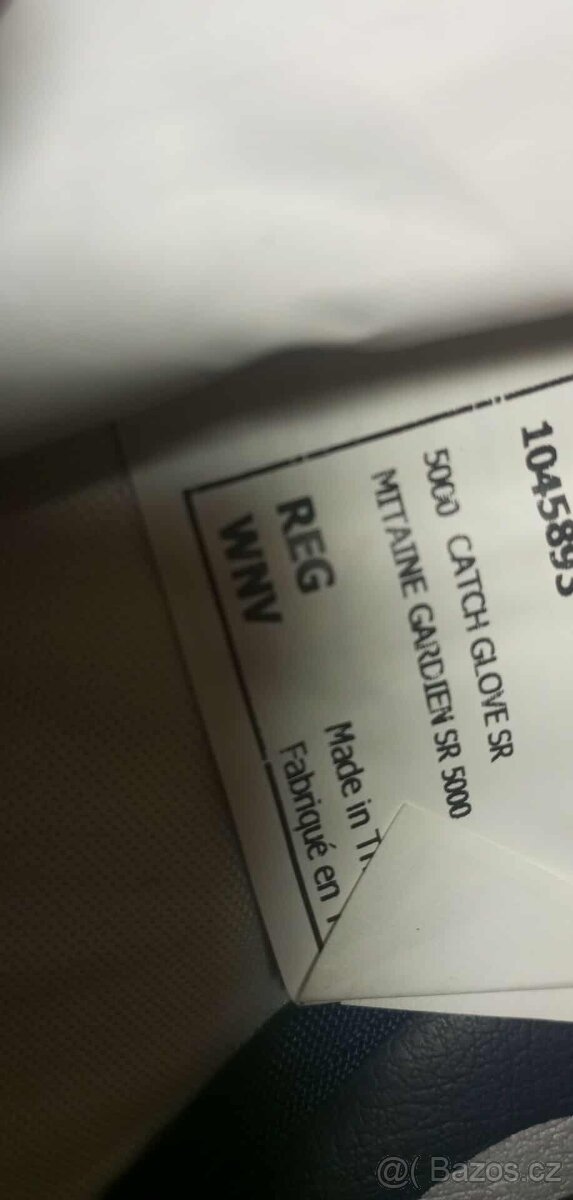 1045893
5000 CATCH GLOVE SR
MITAINE GARDIEN SR 5000
REG
WNV
Made in
Fabriqué en
@( Bazos.cz